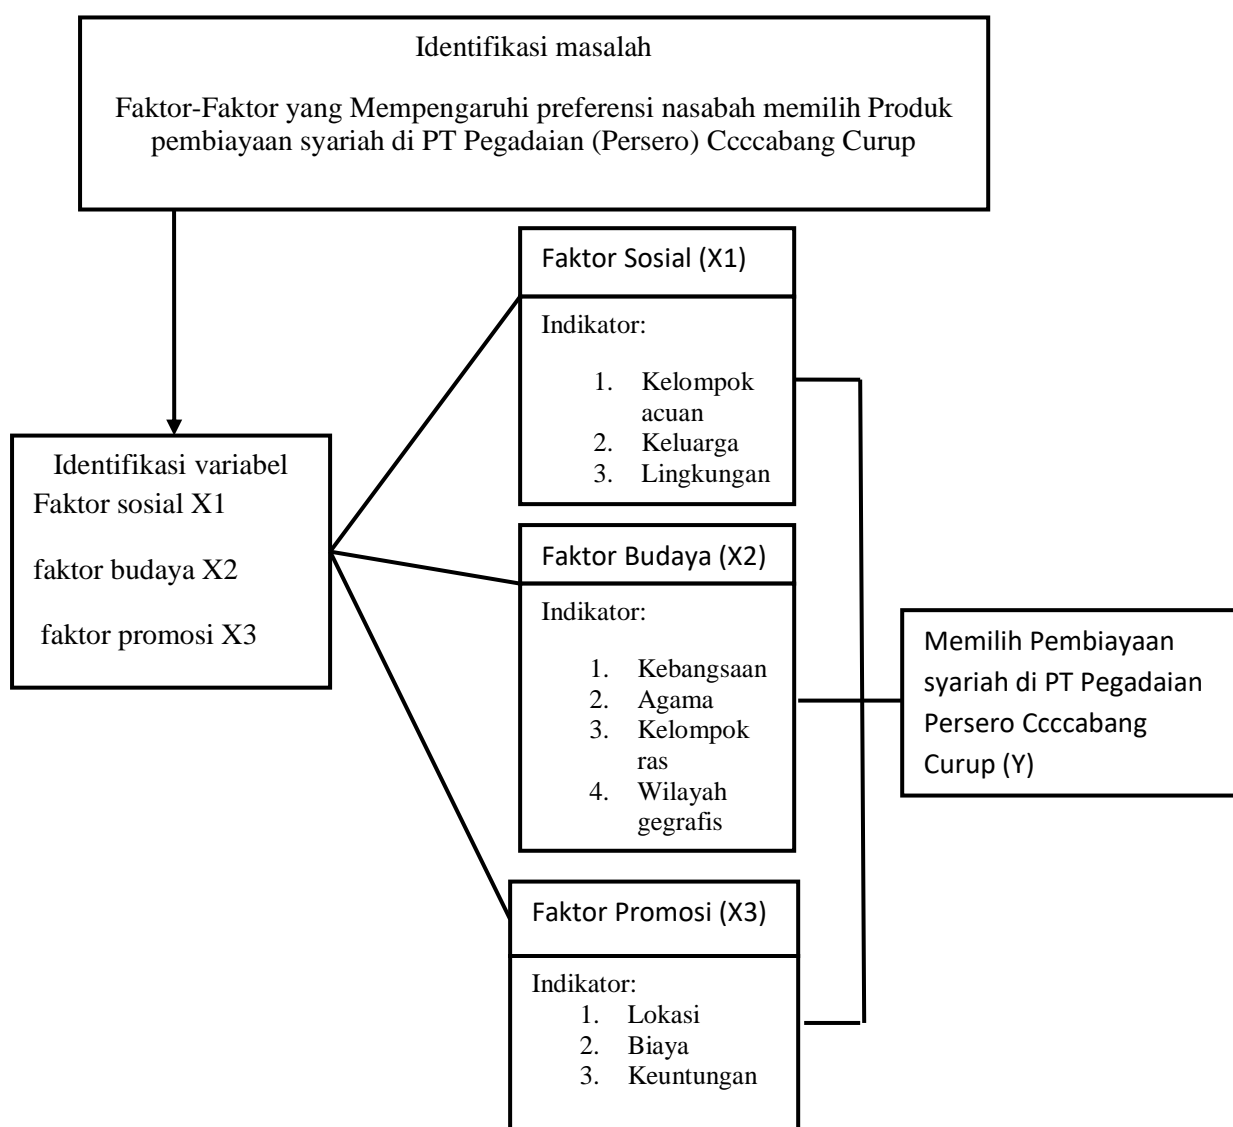 Identifikasi masalah
Faktor-Faktor yang Mempengaruhi preferensi nasabah memilih Produk
pembiayaan syariah di PT Pegadaian (Persero) Ccccabang Curup
Identifikasi variabel
Faktor sosial X1
faktor budaya X2
faktor promosi X3
Faktor Sosial (X1)
Indikator:
1. Kelompok
acuan
2. Keluarga
3. Lingkungan
Faktor Budaya (X2)
Indikator:
1. Kebangsaan
2. Agama
3. Kelompok
ras
4. Wilayah
gegrafis
Faktor Promosi (X3)
Indikator:
1. Lokasi
2. Biaya
3. Keuntungan
Memilih Pembiayaan
syariah di PT Pegadaian
Persero Ccccabang
Curup (Y)